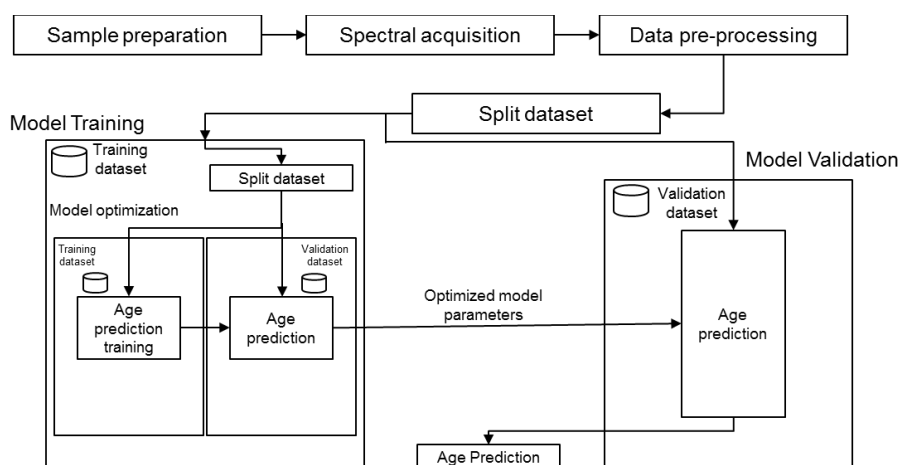 Sample preparation
Spectral acquisition
Data pre-processing
Split dataset
Model Training
Training
dataset
Split dataset
Model optimization
Training
dataset
Validation
dataset
Age
prediction
training
Age
prediction
Optimized model
parameters
Model Validation
Validation
dataset
Age
prediction
Age Prediction